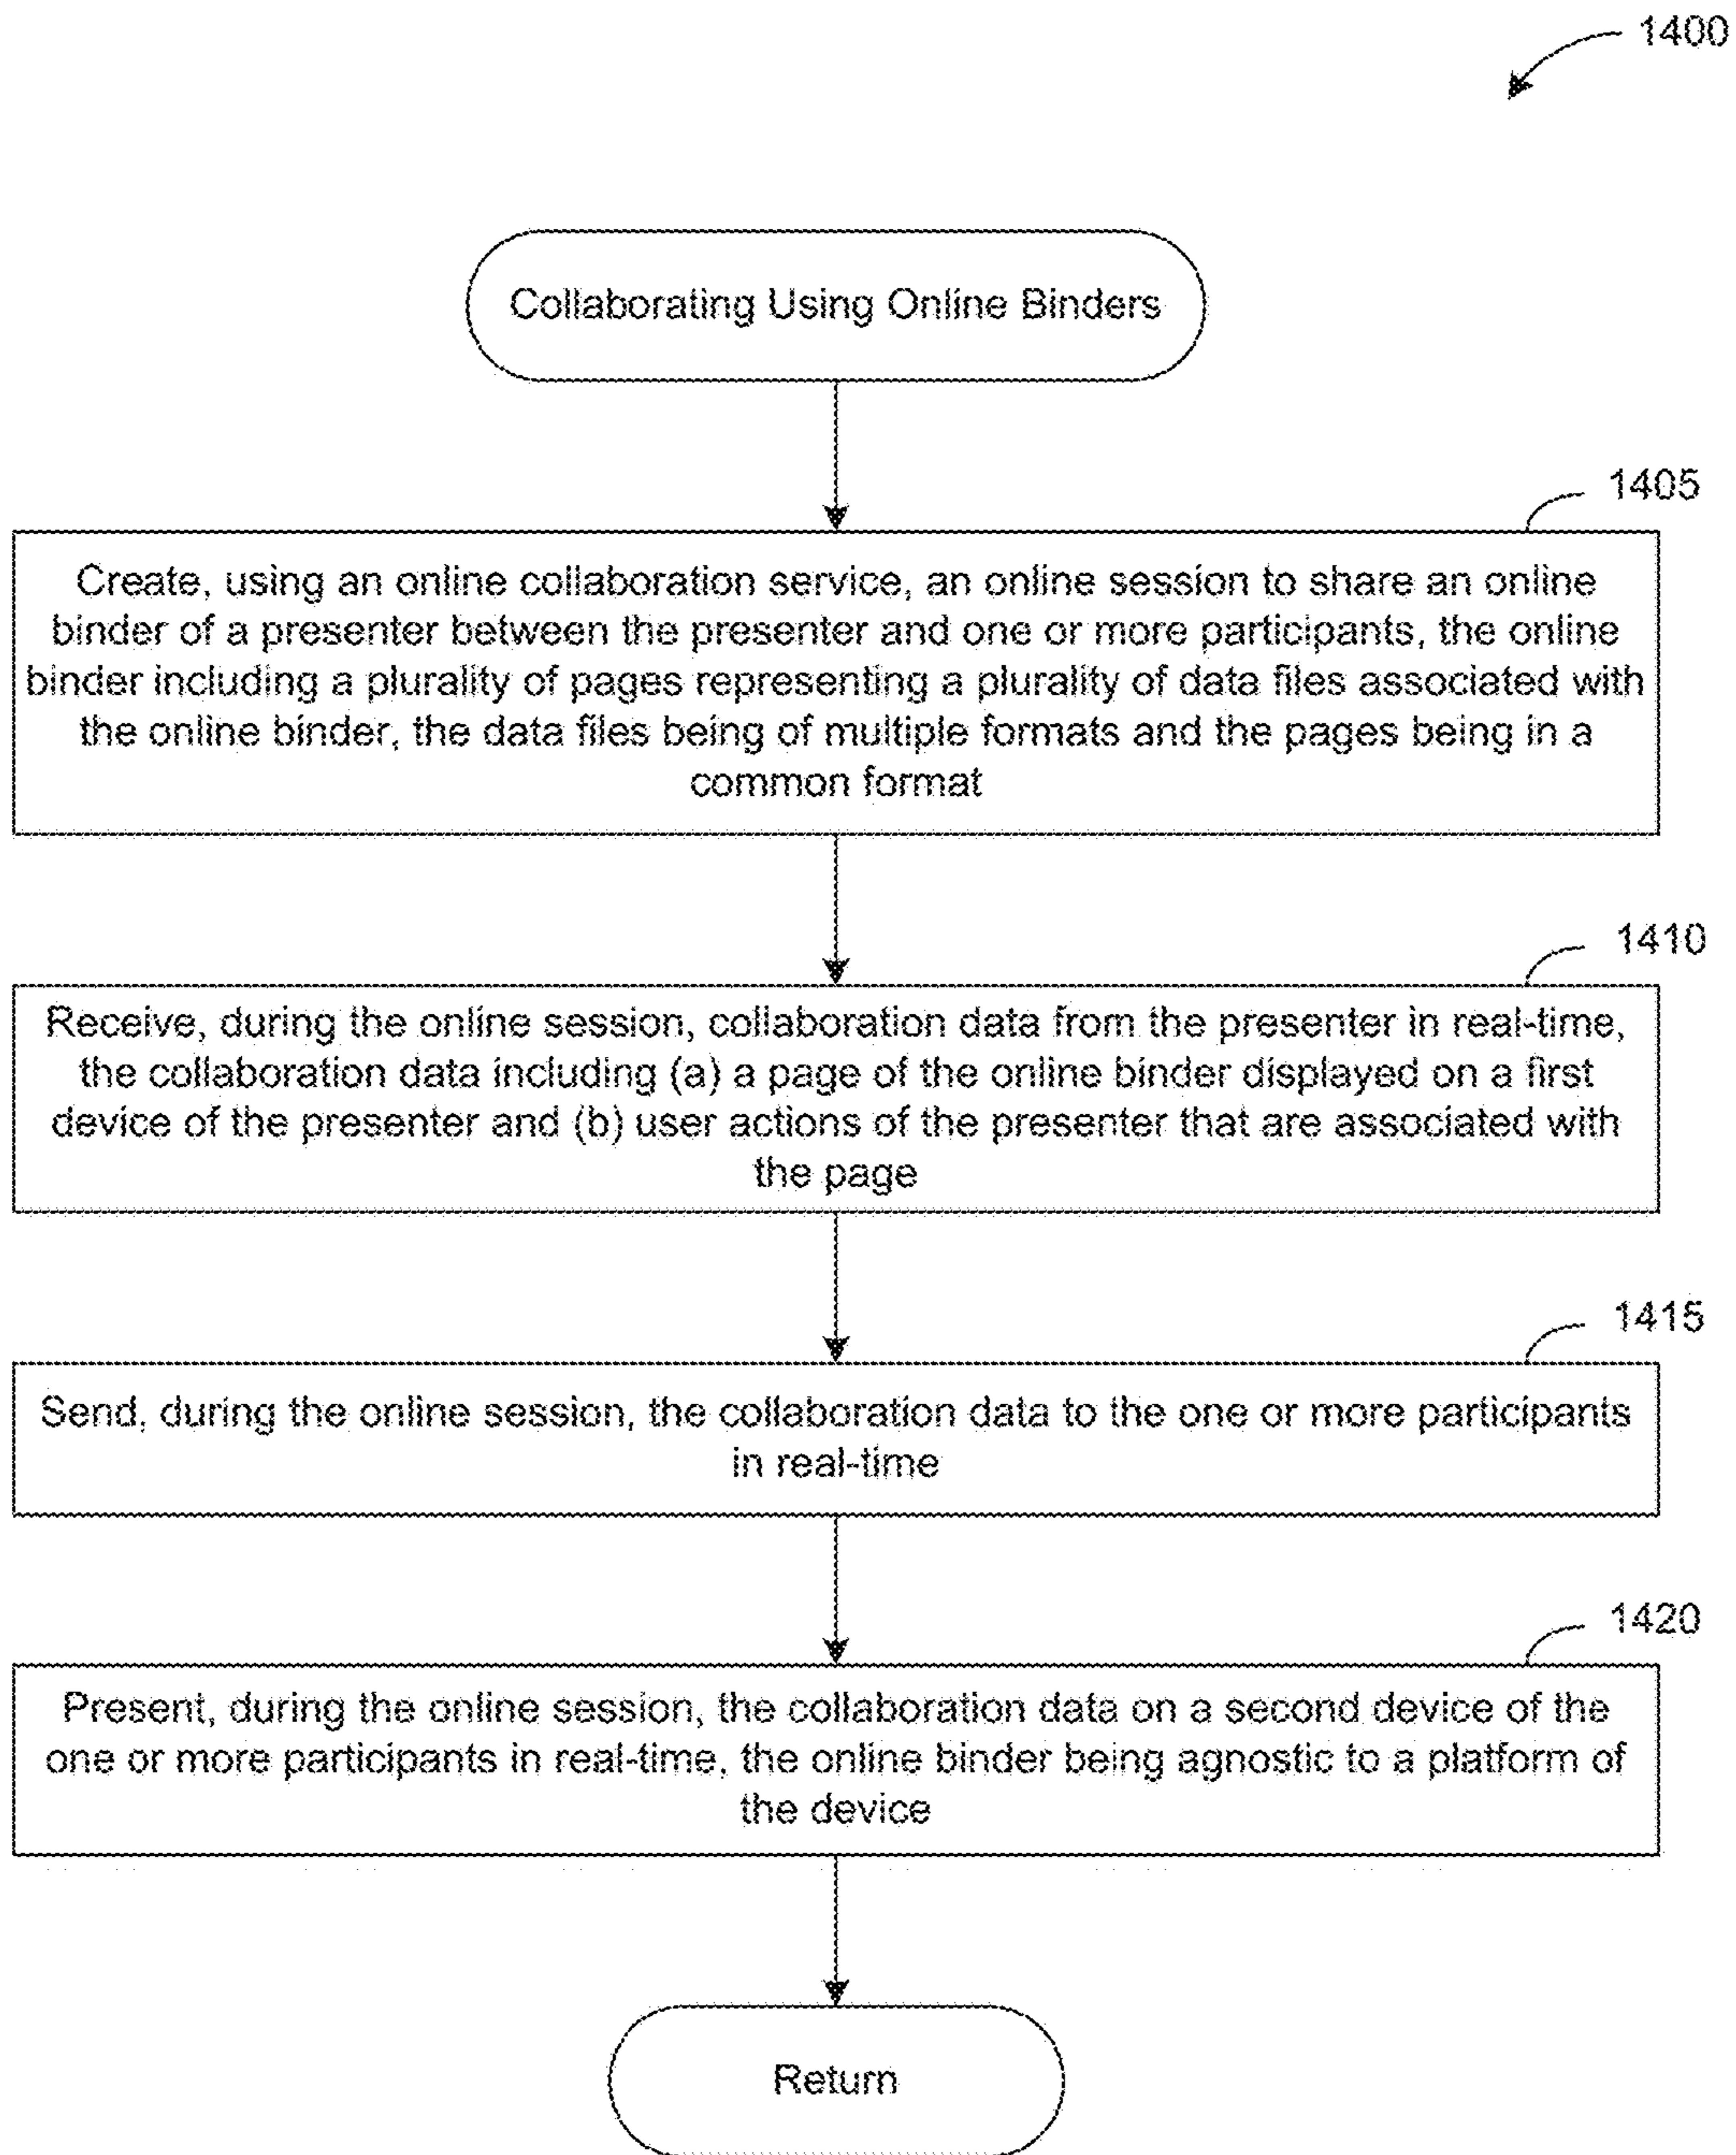 1400
Collaborating Using Online Binders
1405
Create, using an online collaboration service, an online session to share an online
binder of a presenter between the presenter and one or more participants, the online
binder including a plurality of pages representing a plurality of data files associated with
the online binder, the data files being of multiple formats and the pages being in a
common format
1410
Receive, during the online session, collaboration data from the presenter in real-time,
the collaboration data including (a) a page of the online binder displayed on a first
device of the presenter and (b) user actions of the presenter that are associated with
the page
1415
Send, during the online session, the collaboration data to the one or more participants
in real-time
1420
Present, during the online session, the collaboration data on a second device of the
one or more participants in real-time, the online binder being agnostic to a platform of
the device
Return